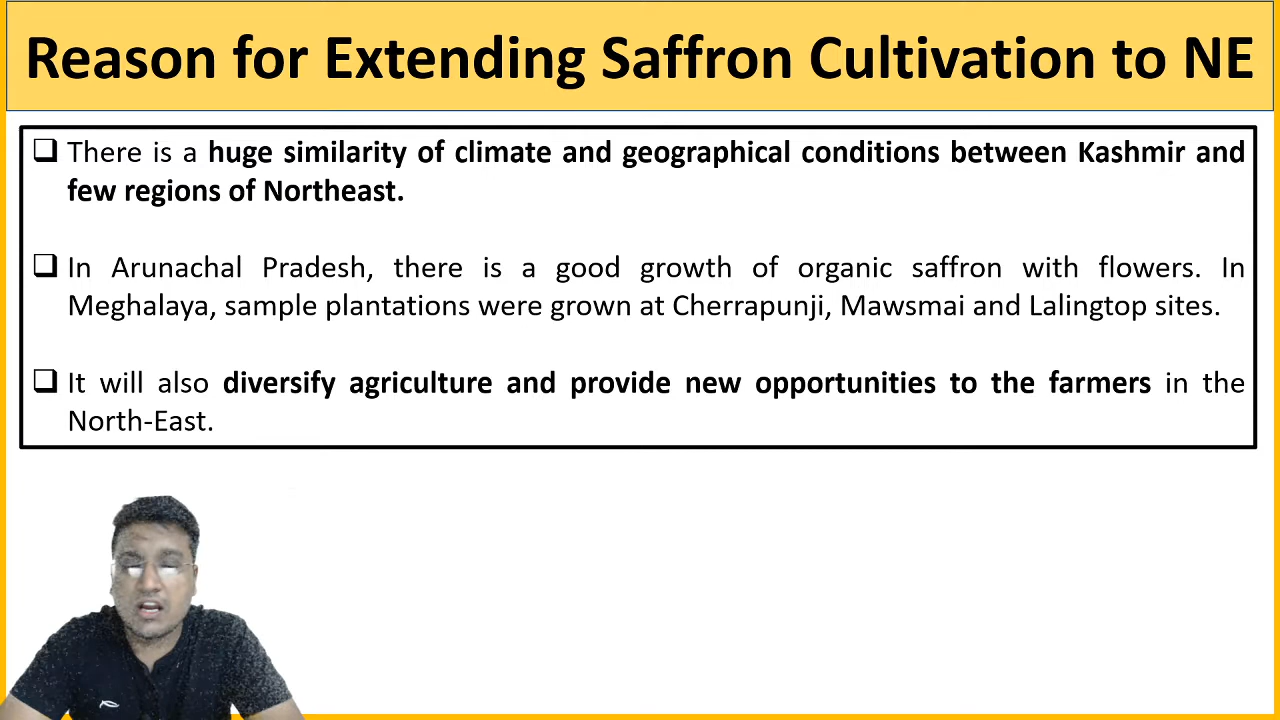 Reason for Extending Saffron Cultivation to NE
There is a huge similarity of climate and geographical conditions between Kashmir and
few regions of Northeast.
In Arunachal Pradesh, there is a good growth of organic saffron with flowers. In
Meghalaya, sample plantations were grown at Cherrapunji, Mawsmai and Lalingtop sites.
It will also diversify agriculture and provide new opportunities to the farmers in the
North-East.